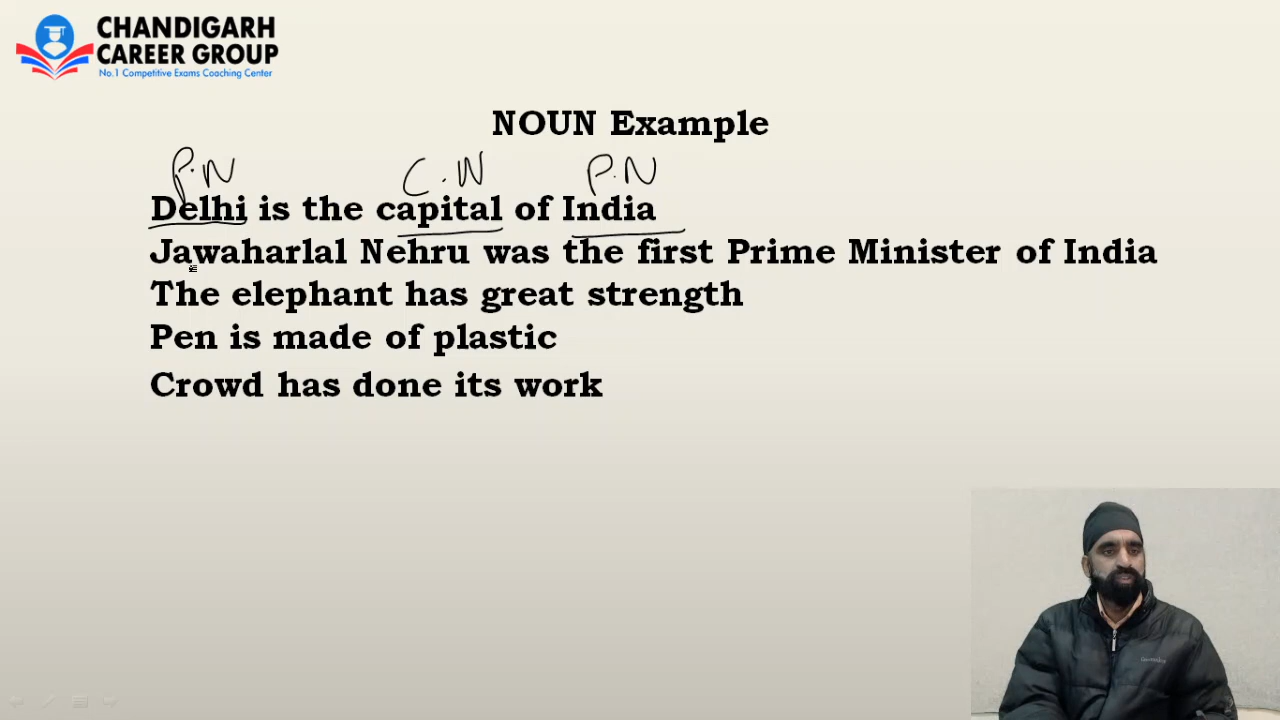 CHANDIGARH
CAREER GROUP
No.1 Competitive Exams Coaching Center
NOUN Example
P.N C.N P.N
Delhi is the capital of India
Jawaharlal Nehru was the first Prime Minister of India
The elephant has great strength
Pen is made of plastic
Crowd has done its work